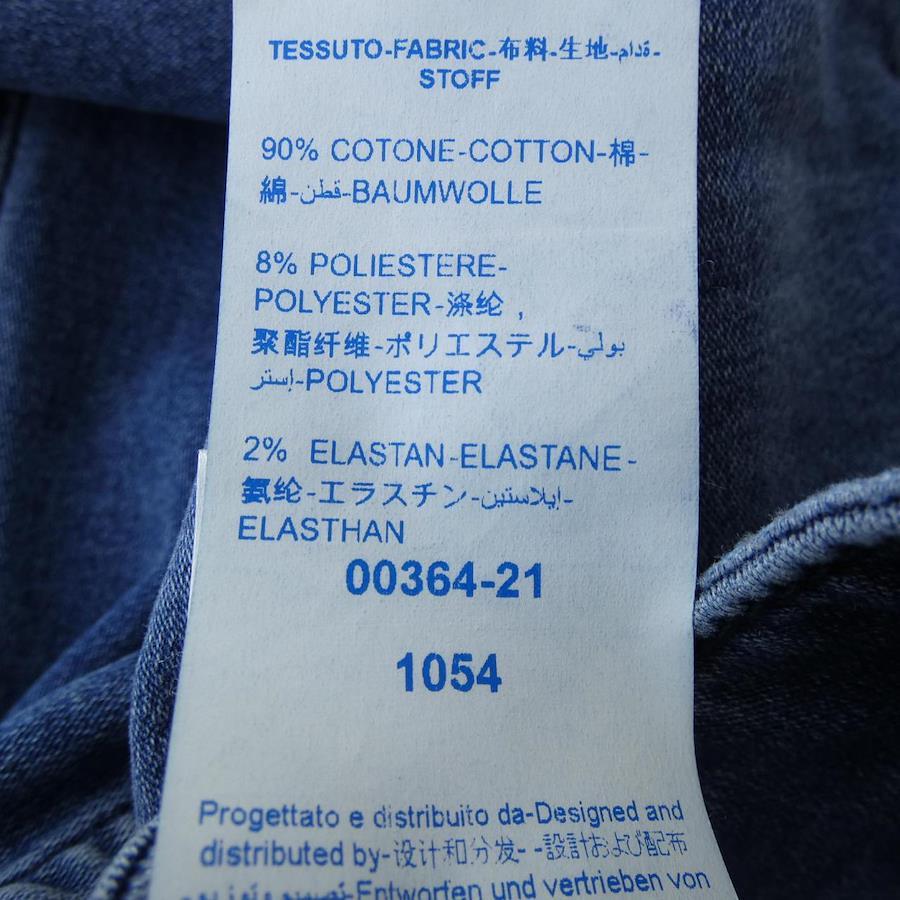 TESSUTO-FABRIC-布料-生地-قدام-
STOFF
90% COTONE-COTTON-棉-
綿-قطن-BAUMWOLLE
8% POLIESTERE-
POLYESTER-涤纶 ,
聚酯纤维-ポリエステル-بولي
إستر-POLYESTER
2% ELASTAN-ELASTANE-
氨纶-エラスチン-إيلاستين-
ELASTHAN
00364-21
1054
Progettato e distribuito da-Designed and
distributed by-设计和分发- -設計および配布
Entworfen und vertrieben von